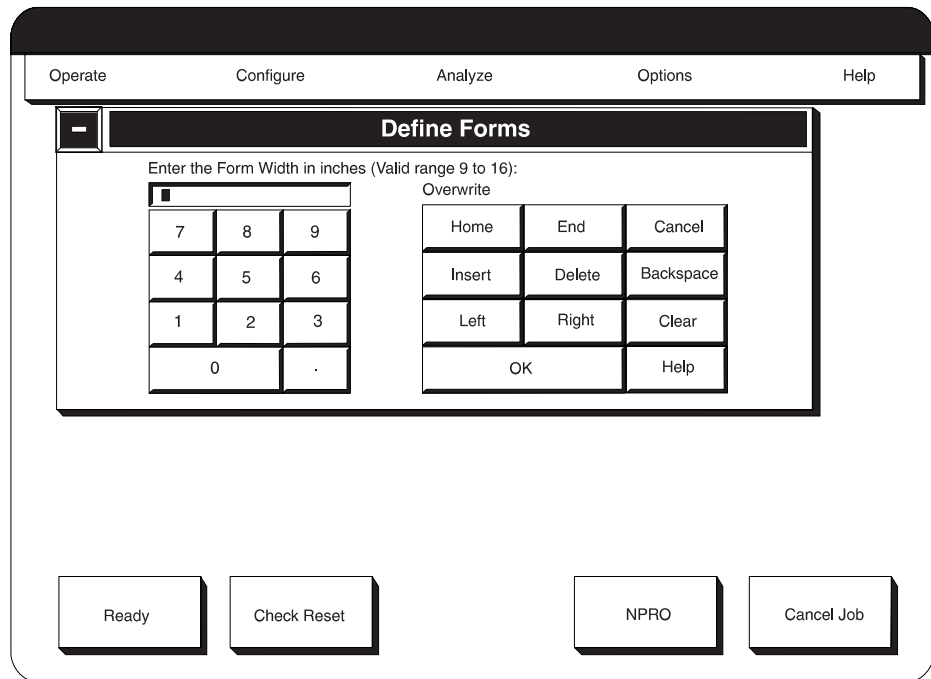 Operate Configure Analyze Options Help
Define Forms
Enter the Form Width in inches (Valid range 9 to 16):
Overwrite
7 8 9 Home End Cancel
4 5 6 Insert Delete Backspace
1 2 3 Left Right Clear
0 . OK Help
Ready Check Reset NPRO Cancel Job